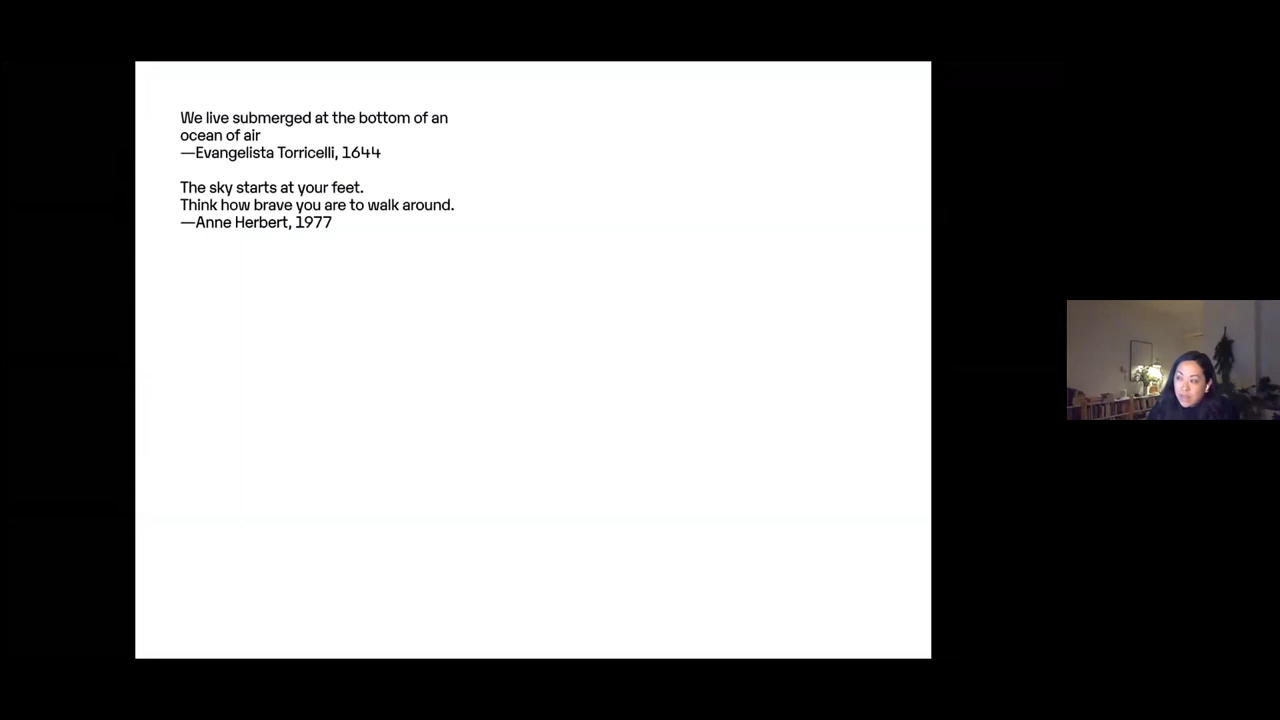 We live submerged at the bottom of an
ocean of air
—Evangelista Torricelli, 1644
The sky starts at your feet.
Think how brave you are to walk around.
—Anne Herbert, 1977